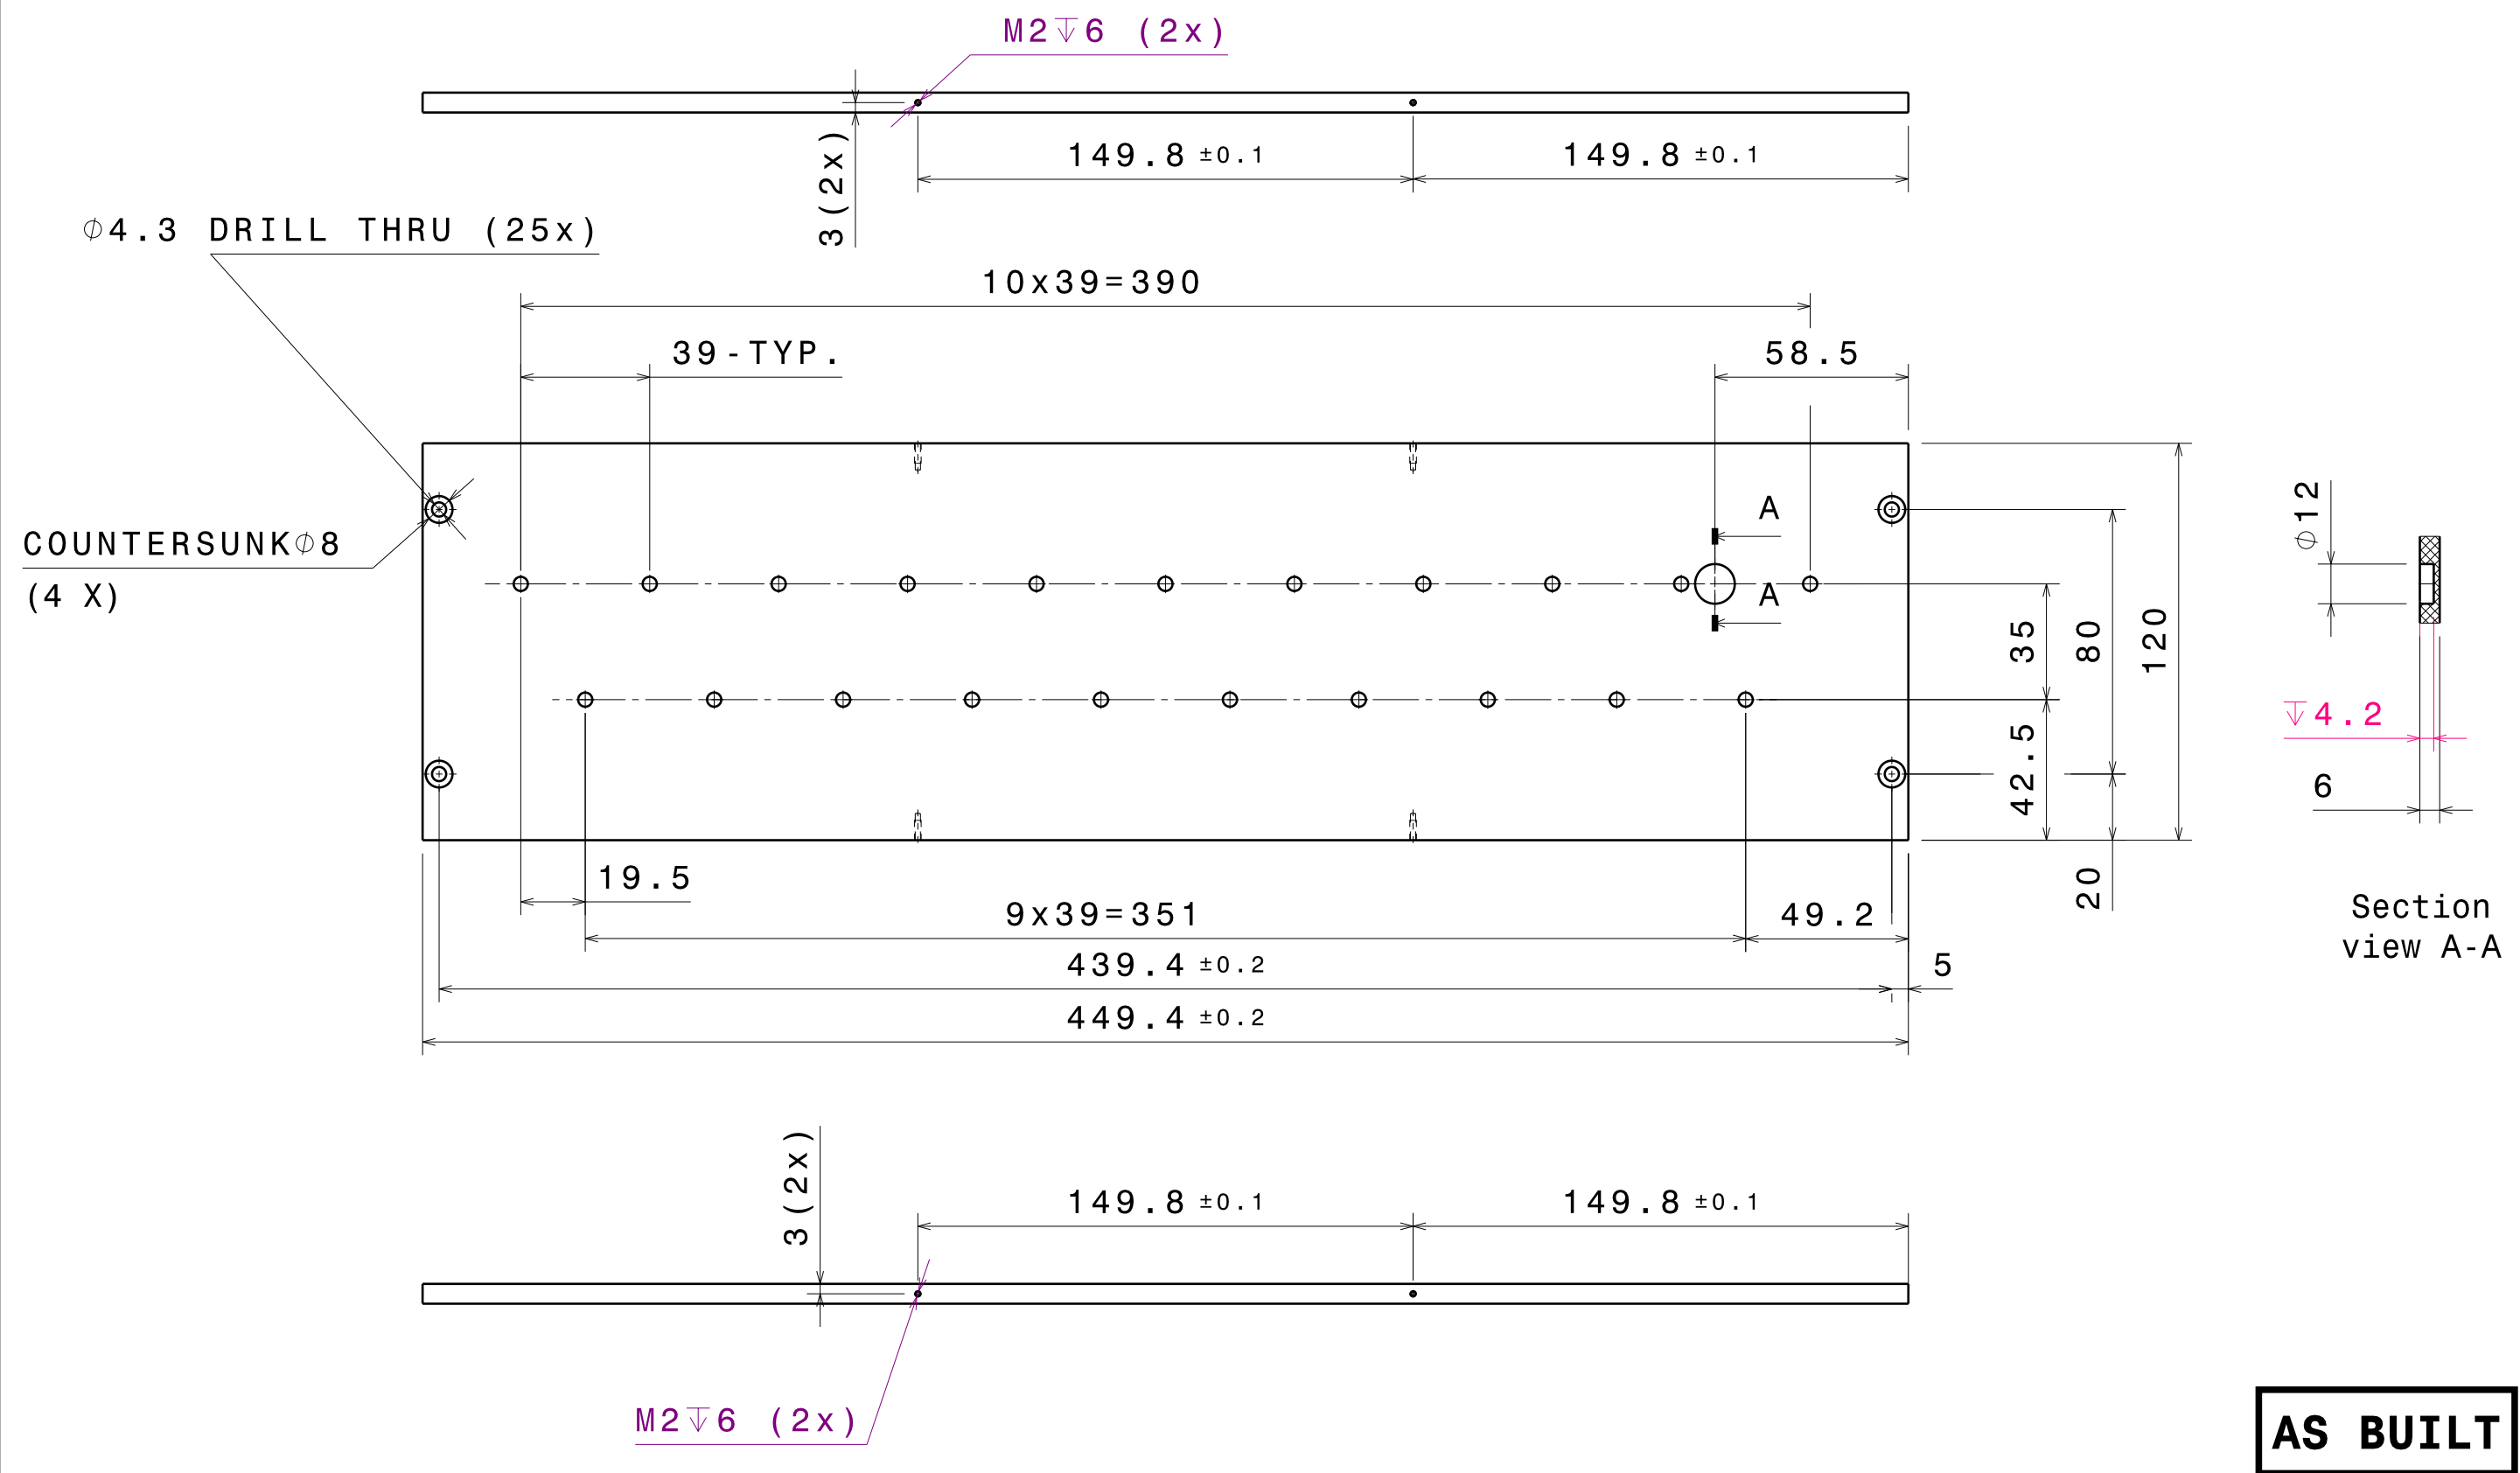 M2↧6 (2x)
3(2x)
149.8 ±0.1
149.8 ±0.1
∅4.3 DRILL THRU (25x)
10x39=390
39-TYP.
58.5
A
COUNTERSUNK∅8
(4 X)
A
∅12
35
80
120
↧4.2
42.5
6
20
19.5
9x39=351
49.2
Section
view A-A
439.4 ±0.2
5
449.4 ±0.2
3(2x)
149.8 ±0.1
149.8 ±0.1
M2↧6 (2x)
AS BUILT